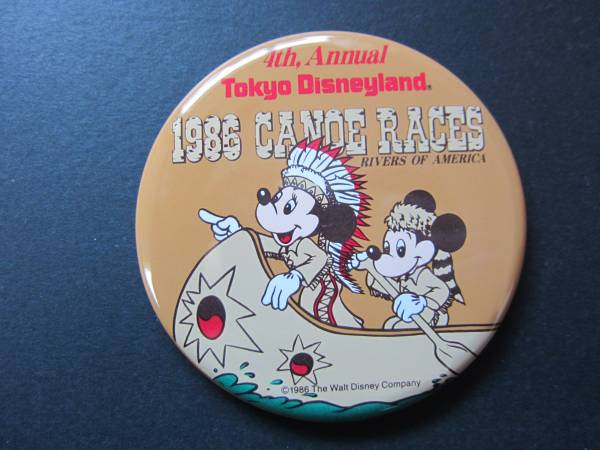 4th, Annual
Tokyo Disneyland®
1986 CANOE RACES
RIVERS OF AMERICA
©1986 The Walt Disney Company